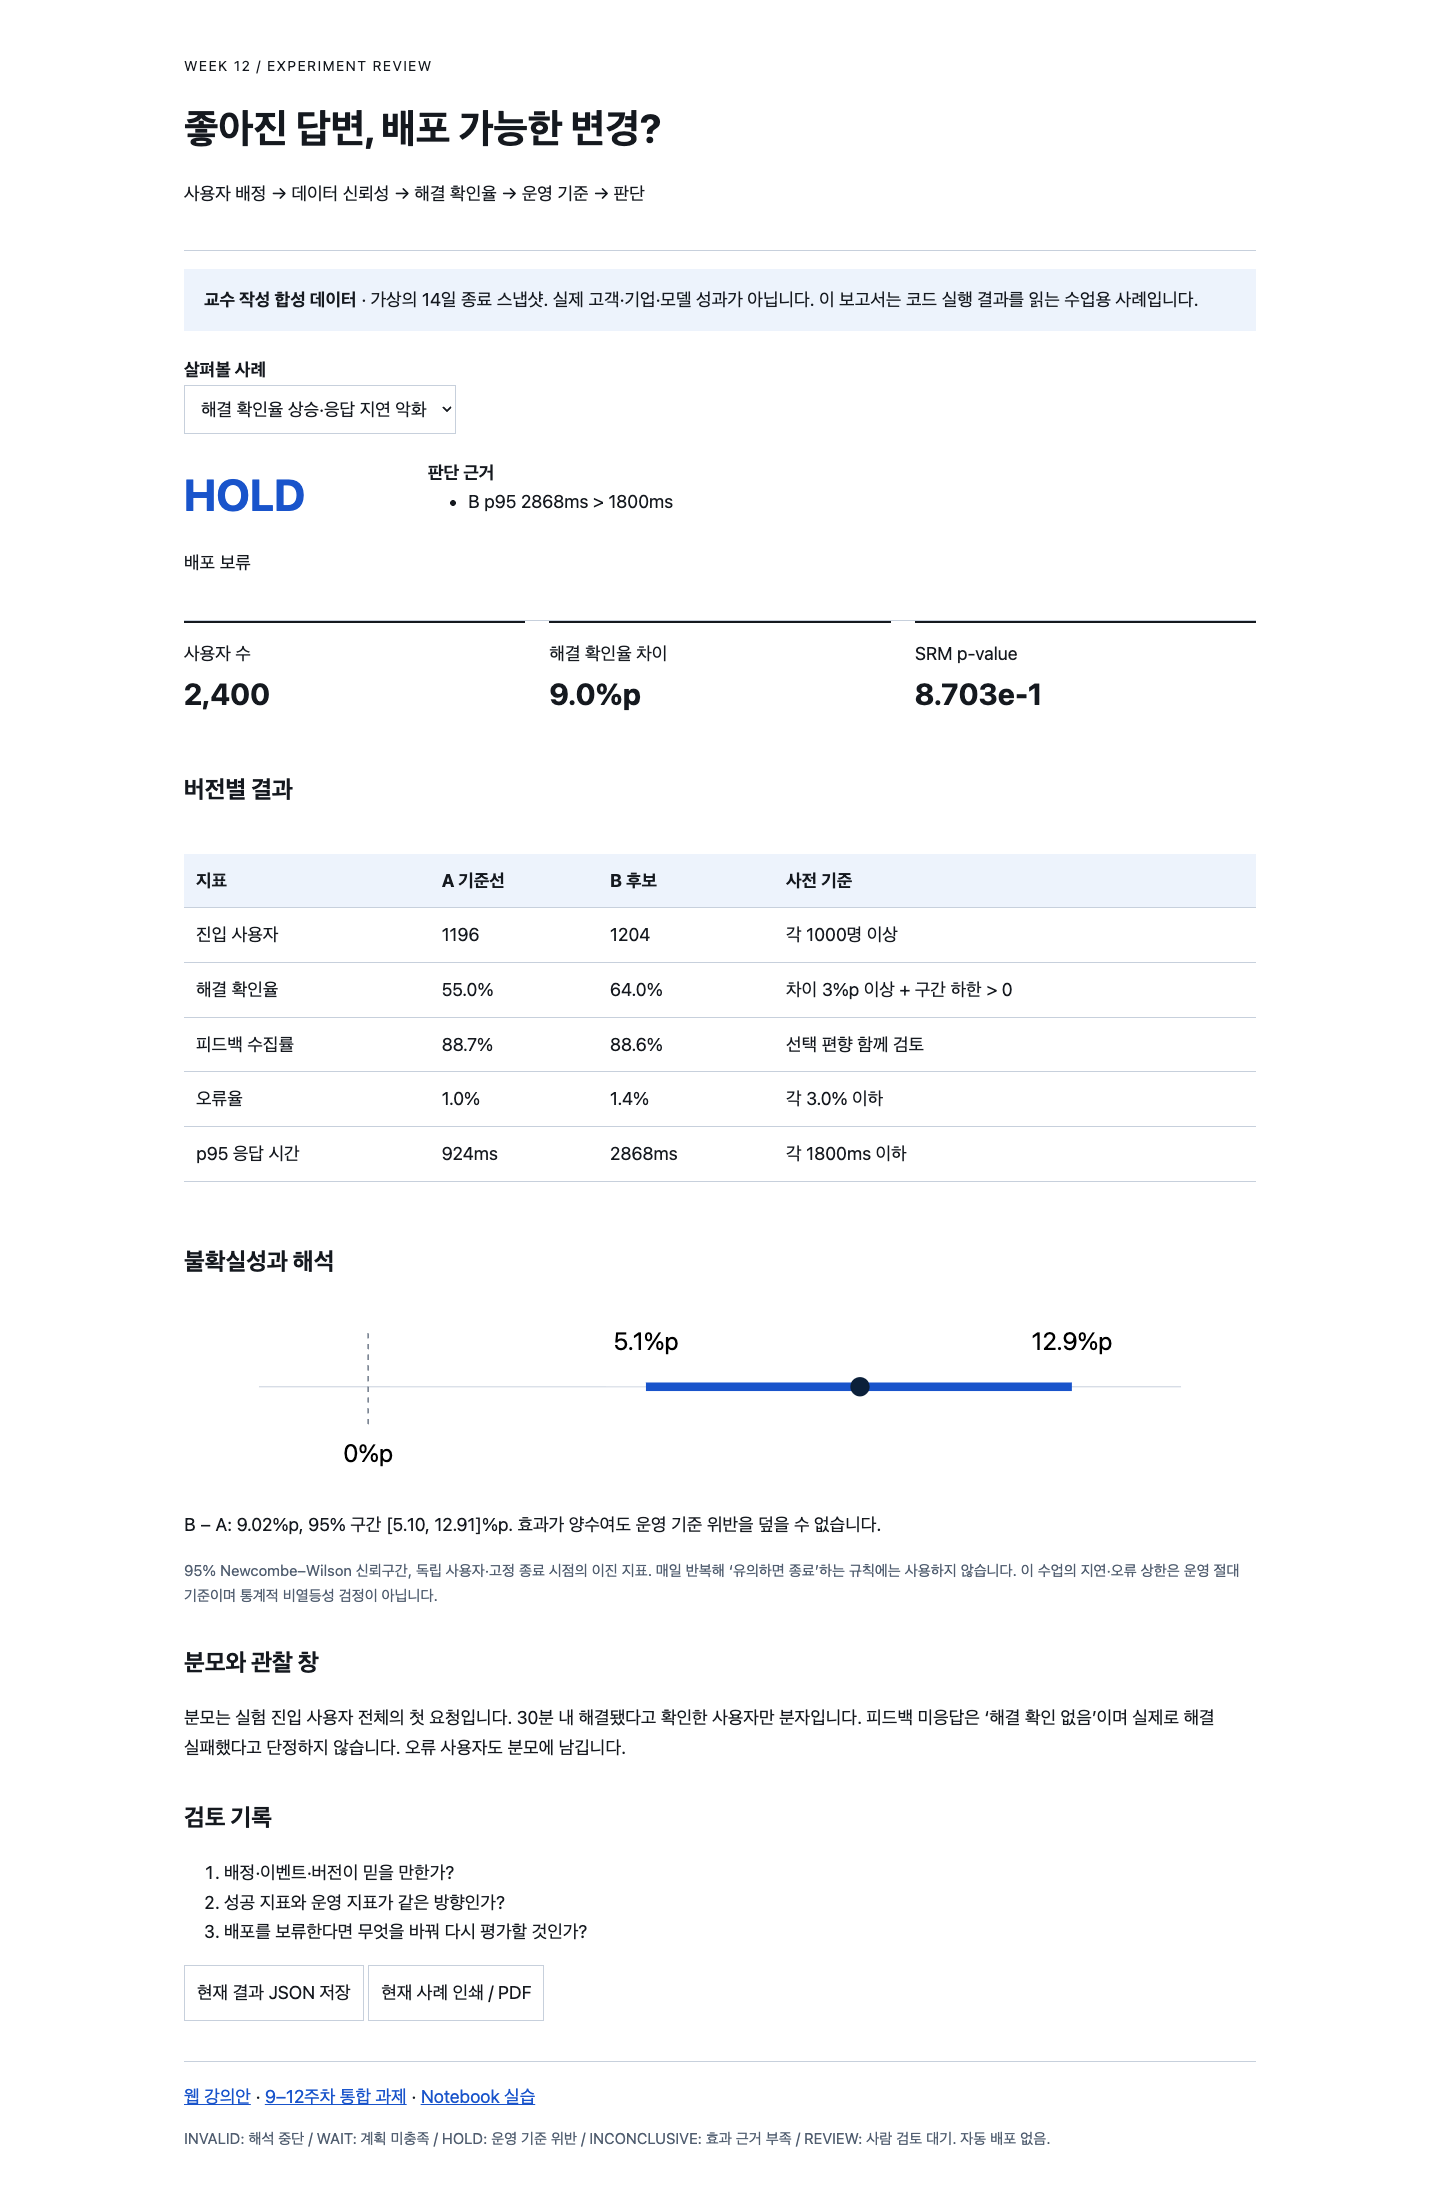 WEEK 12 / EXPERIMENT REVIEW
좋아진 답변, 배포 가능한 변경?
사용자 배정 → 데이터 신뢰성 → 해결 확인율 → 운영 기준 → 판단
교수 작성 합성 데이터 · 가상의 14일 종료 스냅샷. 실제 고객·기업·모델 성과가 아닙니다. 이 보고서는 코드 실행 결과를 읽는 수업용 사례입니다.
살펴볼 사례
해결 확인율 상승·응답 지연 악화
HOLD
배포 보류
판단 근거
• B p95 2868ms > 1800ms
사용자 수
2,400
해결 확인율 차이
9.0%p
SRM p-value
8.703e-1
버전별 결과
지표 A 기준선 B 후보 사전 기준
진입 사용자 1196 1204 각 1000명 이상
해결 확인율 55.0% 64.0% 차이 3%p 이상 + 구간 하한 > 0
피드백 수집률 88.7% 88.6% 선택 편향 함께 검토
오류율 1.0% 1.4% 각 3.0% 이하
p95 응답 시간 924ms 2868ms 각 1800ms 이하
불확실성과 해석
5.1%p 12.9%p
0%p
B – A: 9.02%p, 95% 구간 [5.10, 12.91]%p. 효과가 양수여도 운영 기준 위반을 덮을 수 없습니다.
95% Newcombe–Wilson 신뢰구간, 독립 사용자·고정 종료 시점의 이진 지표. 매일 반복해 ‘유의하면 종료’하는 규칙에는 사용하지 않습니다. 이 수업의 지연·오류 상한은 운영 절대
기준이며 통계적 비열등성 검정이 아닙니다.
분모와 관찰 창
분모는 실험 진입 사용자 전체의 첫 요청입니다. 30분 내 해결됐다고 확인한 사용자만 분자입니다. 피드백 미응답은 ‘해결 확인 없음’이며 실제로 해결
실패했다고 단정하지 않습니다. 오류 사용자도 분모에 남깁니다.
검토 기록
1. 배정·이벤트·버전이 믿을 만한가?
2. 성공 지표와 운영 지표가 같은 방향인가?
3. 배포를 보류한다면 무엇을 바꿔 다시 평가할 것인가?
현재 결과 JSON 저장 현재 사례 인쇄 / PDF
웹 강의안 · 9–12주차 통합 과제 · Notebook 실습
INVALID: 해석 중단 / WAIT: 계획 미충족 / HOLD: 운영 기준 위반 / INCONCLUSIVE: 효과 근거 부족 / REVIEW: 사람 검토 대기. 자동 배포 없음.